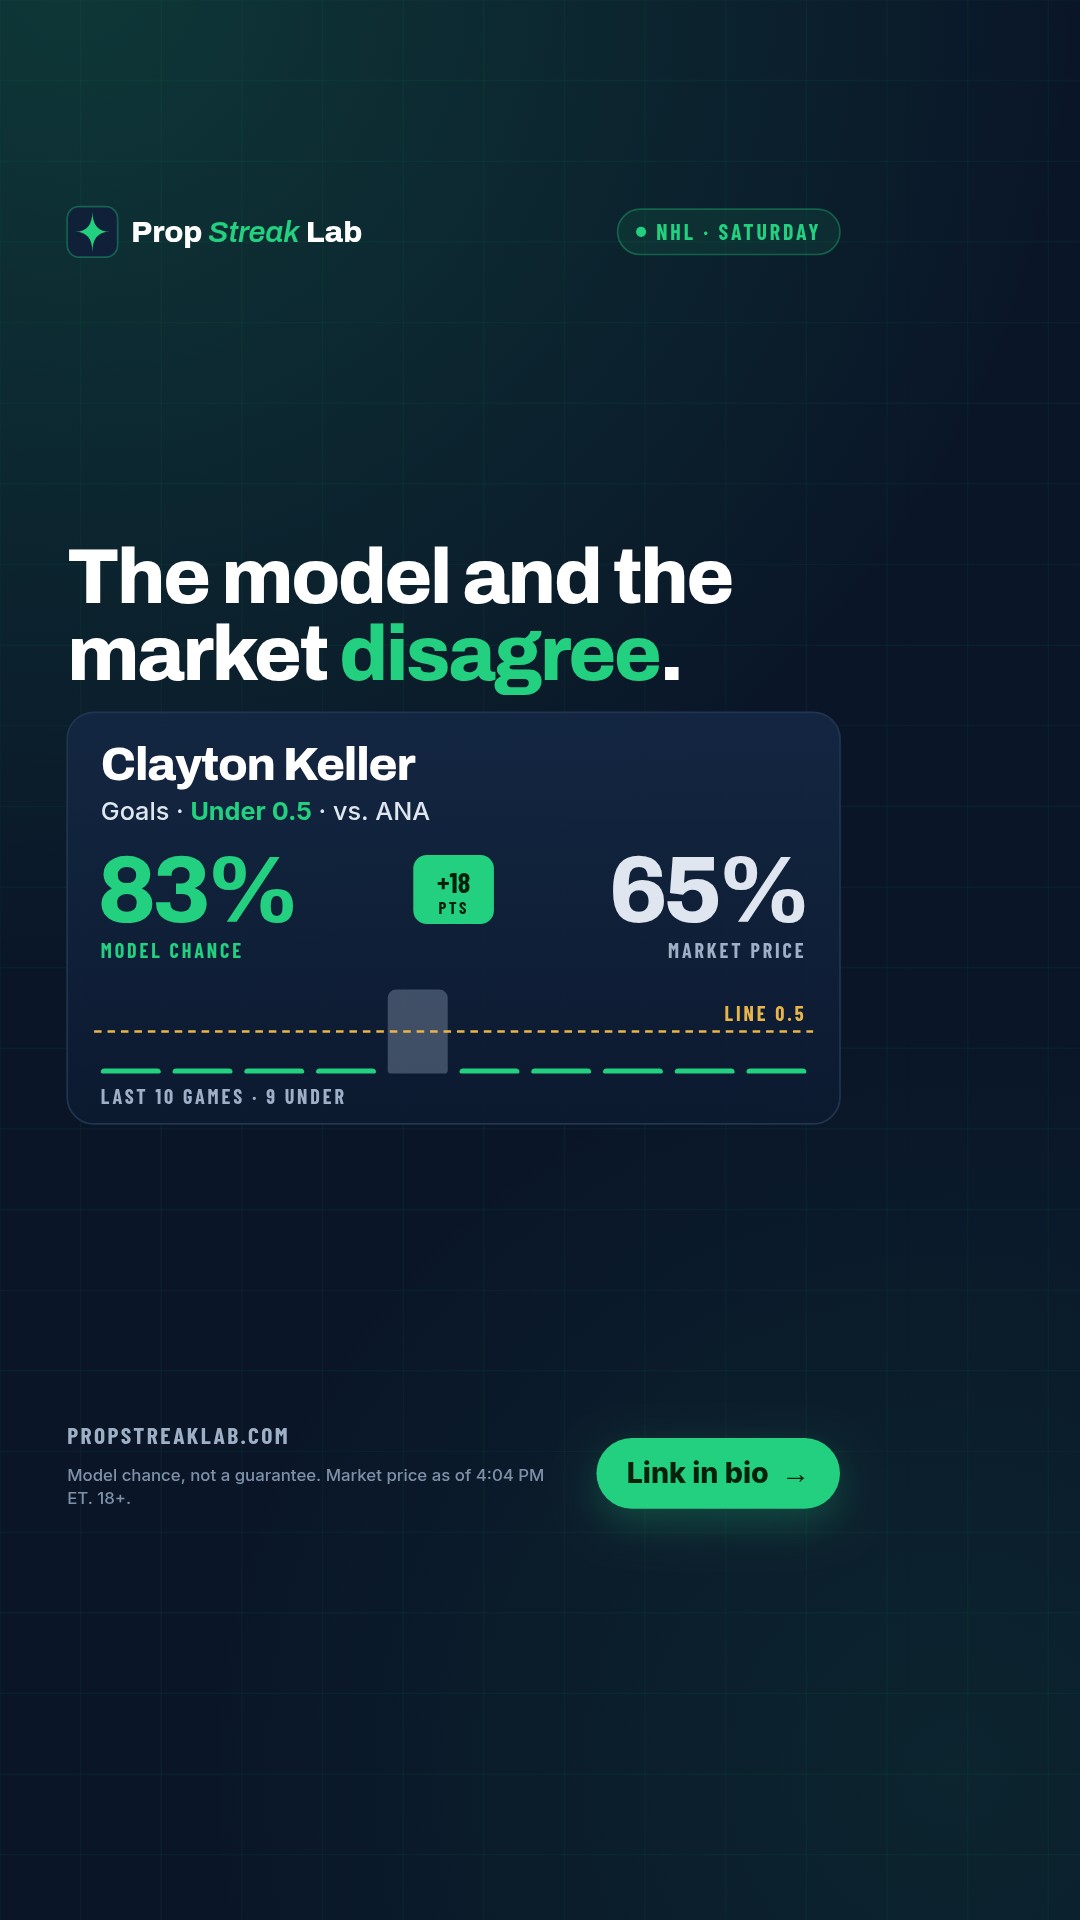 Prop Streak Lab
NHL · SATURDAY
The model and the
market disagree.
Clayton Keller
Goals · Under 0.5 · vs. ANA
83%
+18
PTS
65%
MODEL CHANCE
MARKET PRICE
LINE 0.5
LAST 10 GAMES · 9 UNDER
PROPSTREAKLAB.COM
Model chance, not a guarantee. Market price as of 4:04 PM
ET. 18+.
Link in bio →